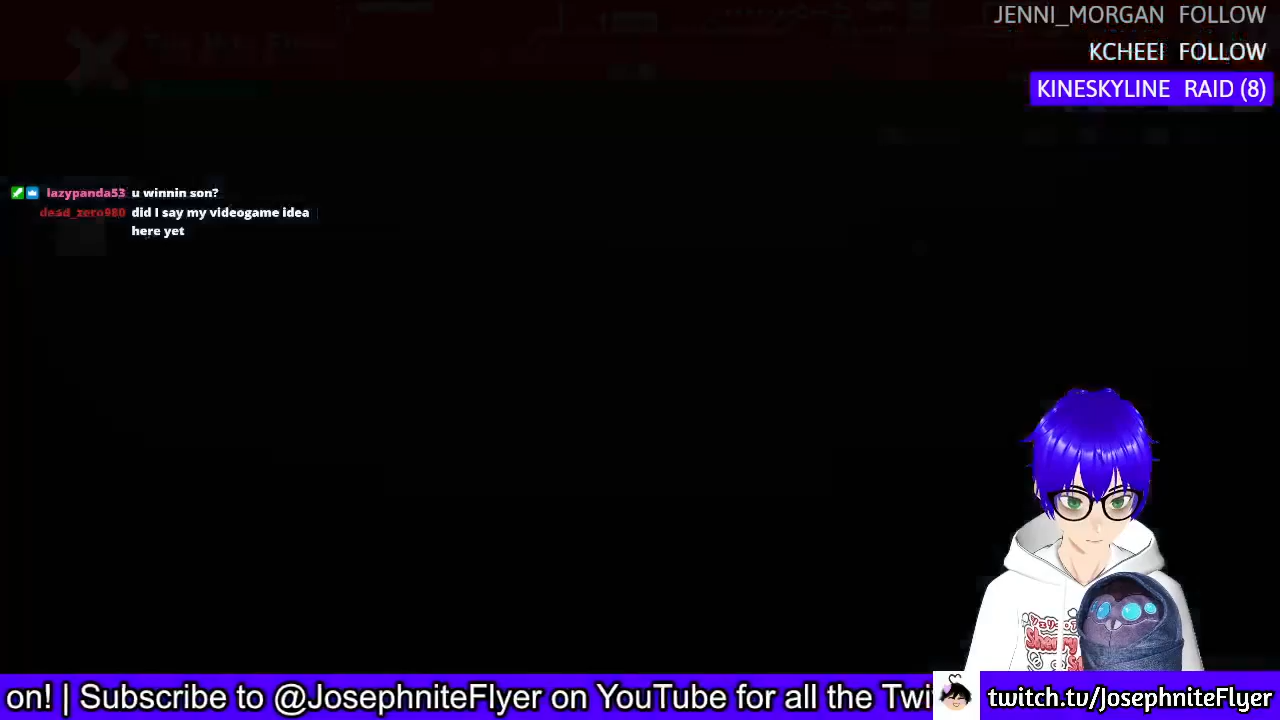 JENNI_MORGAN FOLLOW
KCHEEI FOLLOW
KINESKYLINE RAID (8)
lazypanda53 u winnin son?
dead_zero980 did I say my videogame idea
here yet
on! | Subscribe to @JosephniteFlyer on YouTube for all the Twi
twitch.tv/JosephniteFlyer